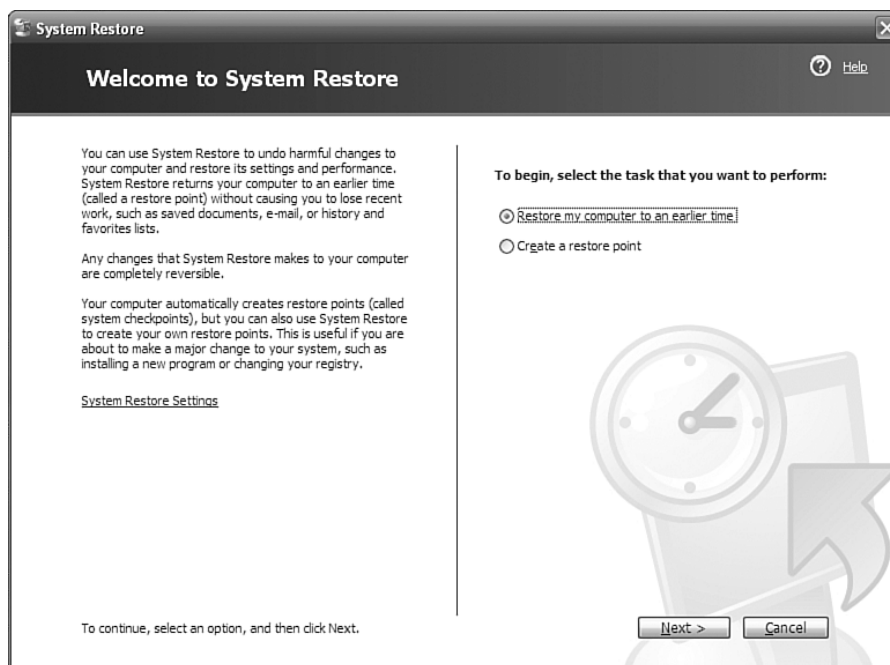 System Restore
Welcome to System Restore
Help
You can use System Restore to undo harmful changes to
your computer and restore its settings and performance.
System Restore returns your computer to an earlier time
(called a restore point) without causing you to lose recent
work, such as saved documents, e-mail, or history and
favorites lists.
Any changes that System Restore makes to your computer
are completely reversible.
Your computer automatically creates restore points (called
system checkpoints), but you can also use System Restore
to create your own restore points. This is useful if you are
about to make a major change to your system, such as
installing a new program or changing your registry.
System Restore Settings
To begin, select the task that you want to perform:
Restore my computer to an earlier time
Create a restore point
To continue, select an option, and then click Next.
Next >
Cancel